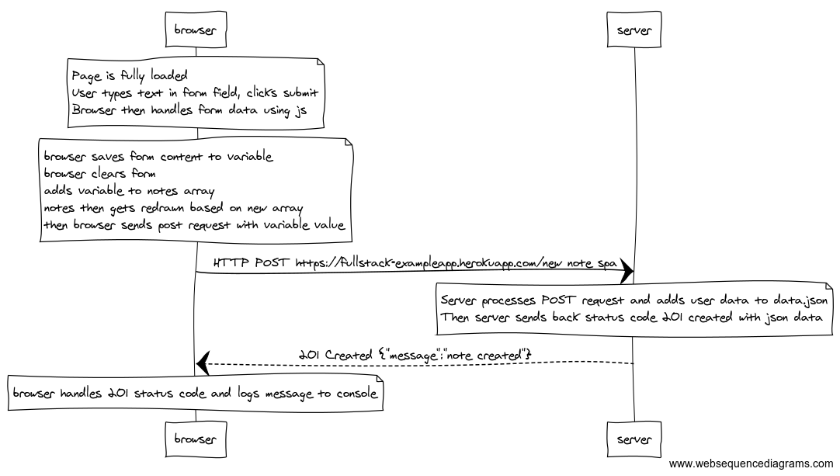 browser
server
Page is fully loaded
User types text in form field, clicks submit
Browser then handles form data using js
browser saves form content to variable
browser clears form
adds variable to notes array
notes then gets redrawn based on new array
then browser sends post request with variable value
HTTP POST https://fullstack-exampleapp.herokuapp.com/new_note_spa
Server processes POST request and adds user data to data.json
Then server sends back status code 201 created with json data
201 Created {"message":"note created"}
browser handles 201 status code and logs message to console
browser
server
www.websequencediagrams.com